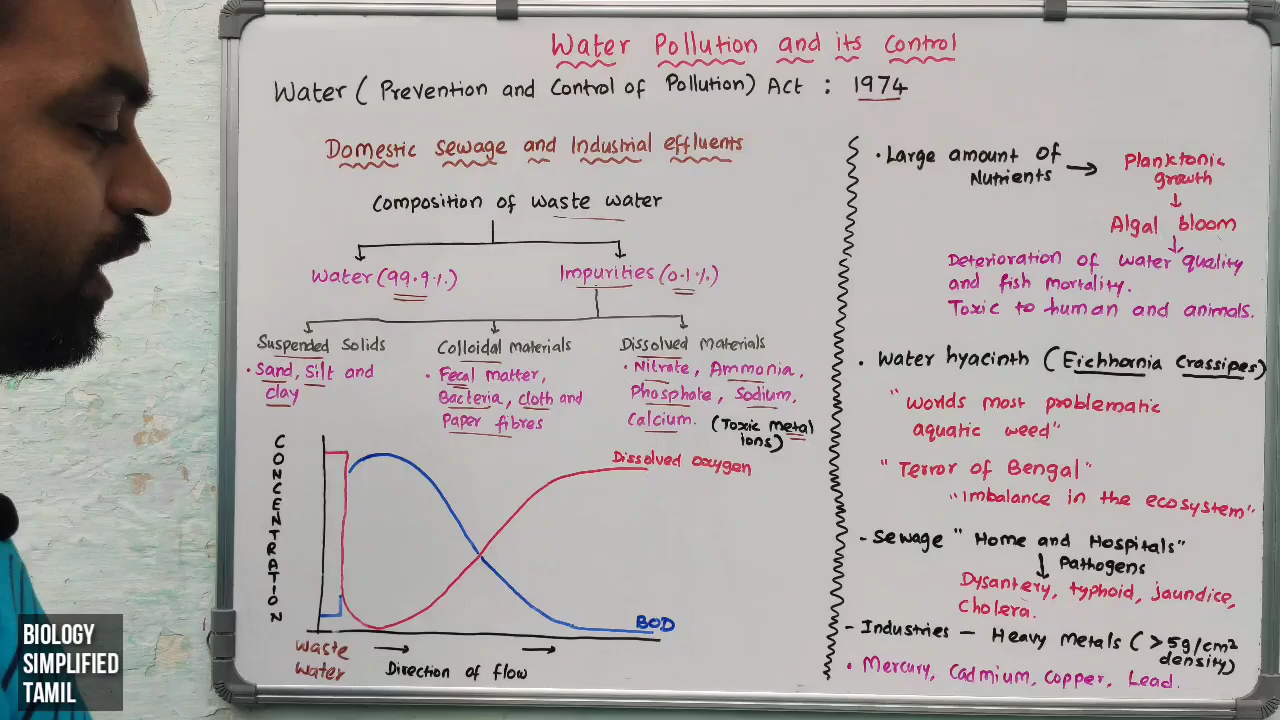 Water Pollution and its Control
Water ( Prevention and Control of Pollution) Act : 1974
Domestic sewage and Industrial effluents
Composition of waste water
Water (99.9%)
Impurities (0.1%)
Suspended Solids
• Sand, Silt and
clay
Colloidal materials
• Fecal matter,
Bacteria, cloth and
Paper fibres
Dissolved Materials
• Nitrate, Ammonia,
Phosphate, Sodium,
Calcium. (Toxic metal
ions)
CONCENTRATION
Dissolved oxygen
BOD
Waste
Water
Direction of flow
• Large amount of
Nutrients
Planktonic
growth
Algal bloom
Deterioration of water quality
and fish mortality.
Toxic to human and animals.
• Water hyacinth ( Eichhornia crassipes)
"Worlds most problematic
aquatic weed"
"Terror of Bengal"
"Imbalance in the ecosystem"
- Sewage "Home and Hospitals"
Pathogens
Dysantery, typhoid, jaundice,
Cholera.
- Industries - Heavy metals ( >5g/cm²
density)
• Mercury, Cadmium, copper, Lead.
BIOLOGY
SIMPLIFIED
TAMIL